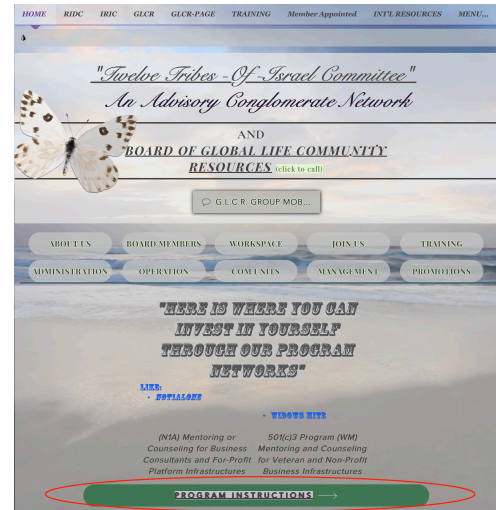 HOME RIDC IRIC GLCR GLCR-PAGE TRAINING Member Appointed INT'L RESOURCES MENU...
"Twelve Tribes -Of -Israel Committee"
An Advisory Conglomerate Network
AND
"BOARD OF GLOBAL LIFE COMMUNITY
RESOURCES (click to call)
G.L.C.R. GROUP MOB...
ABOUT US BOARD MEMBERS WORKSPACE JOIN US TRAINING
ADMINISTRATION OPERATION COM UNITS MANAGEMENT PROMOTIONS
"HERE IS WHERE YOU CAN
INVEST IN YOURSELF
THROUGH OUR PROGRAM
NETWORKS"
LIKE:
• NOT1ALONE
• WIDOWS MITE
(N1A) Mentoring or
Counseling for Business
Consultants and For-Profit
Platform Infrastructures
501(c)3 Program (WM)
Mentoring and Counseling
for Veteran and Non-Profit
Business Infrastructures
PROGRAM INSTRUCTIONS